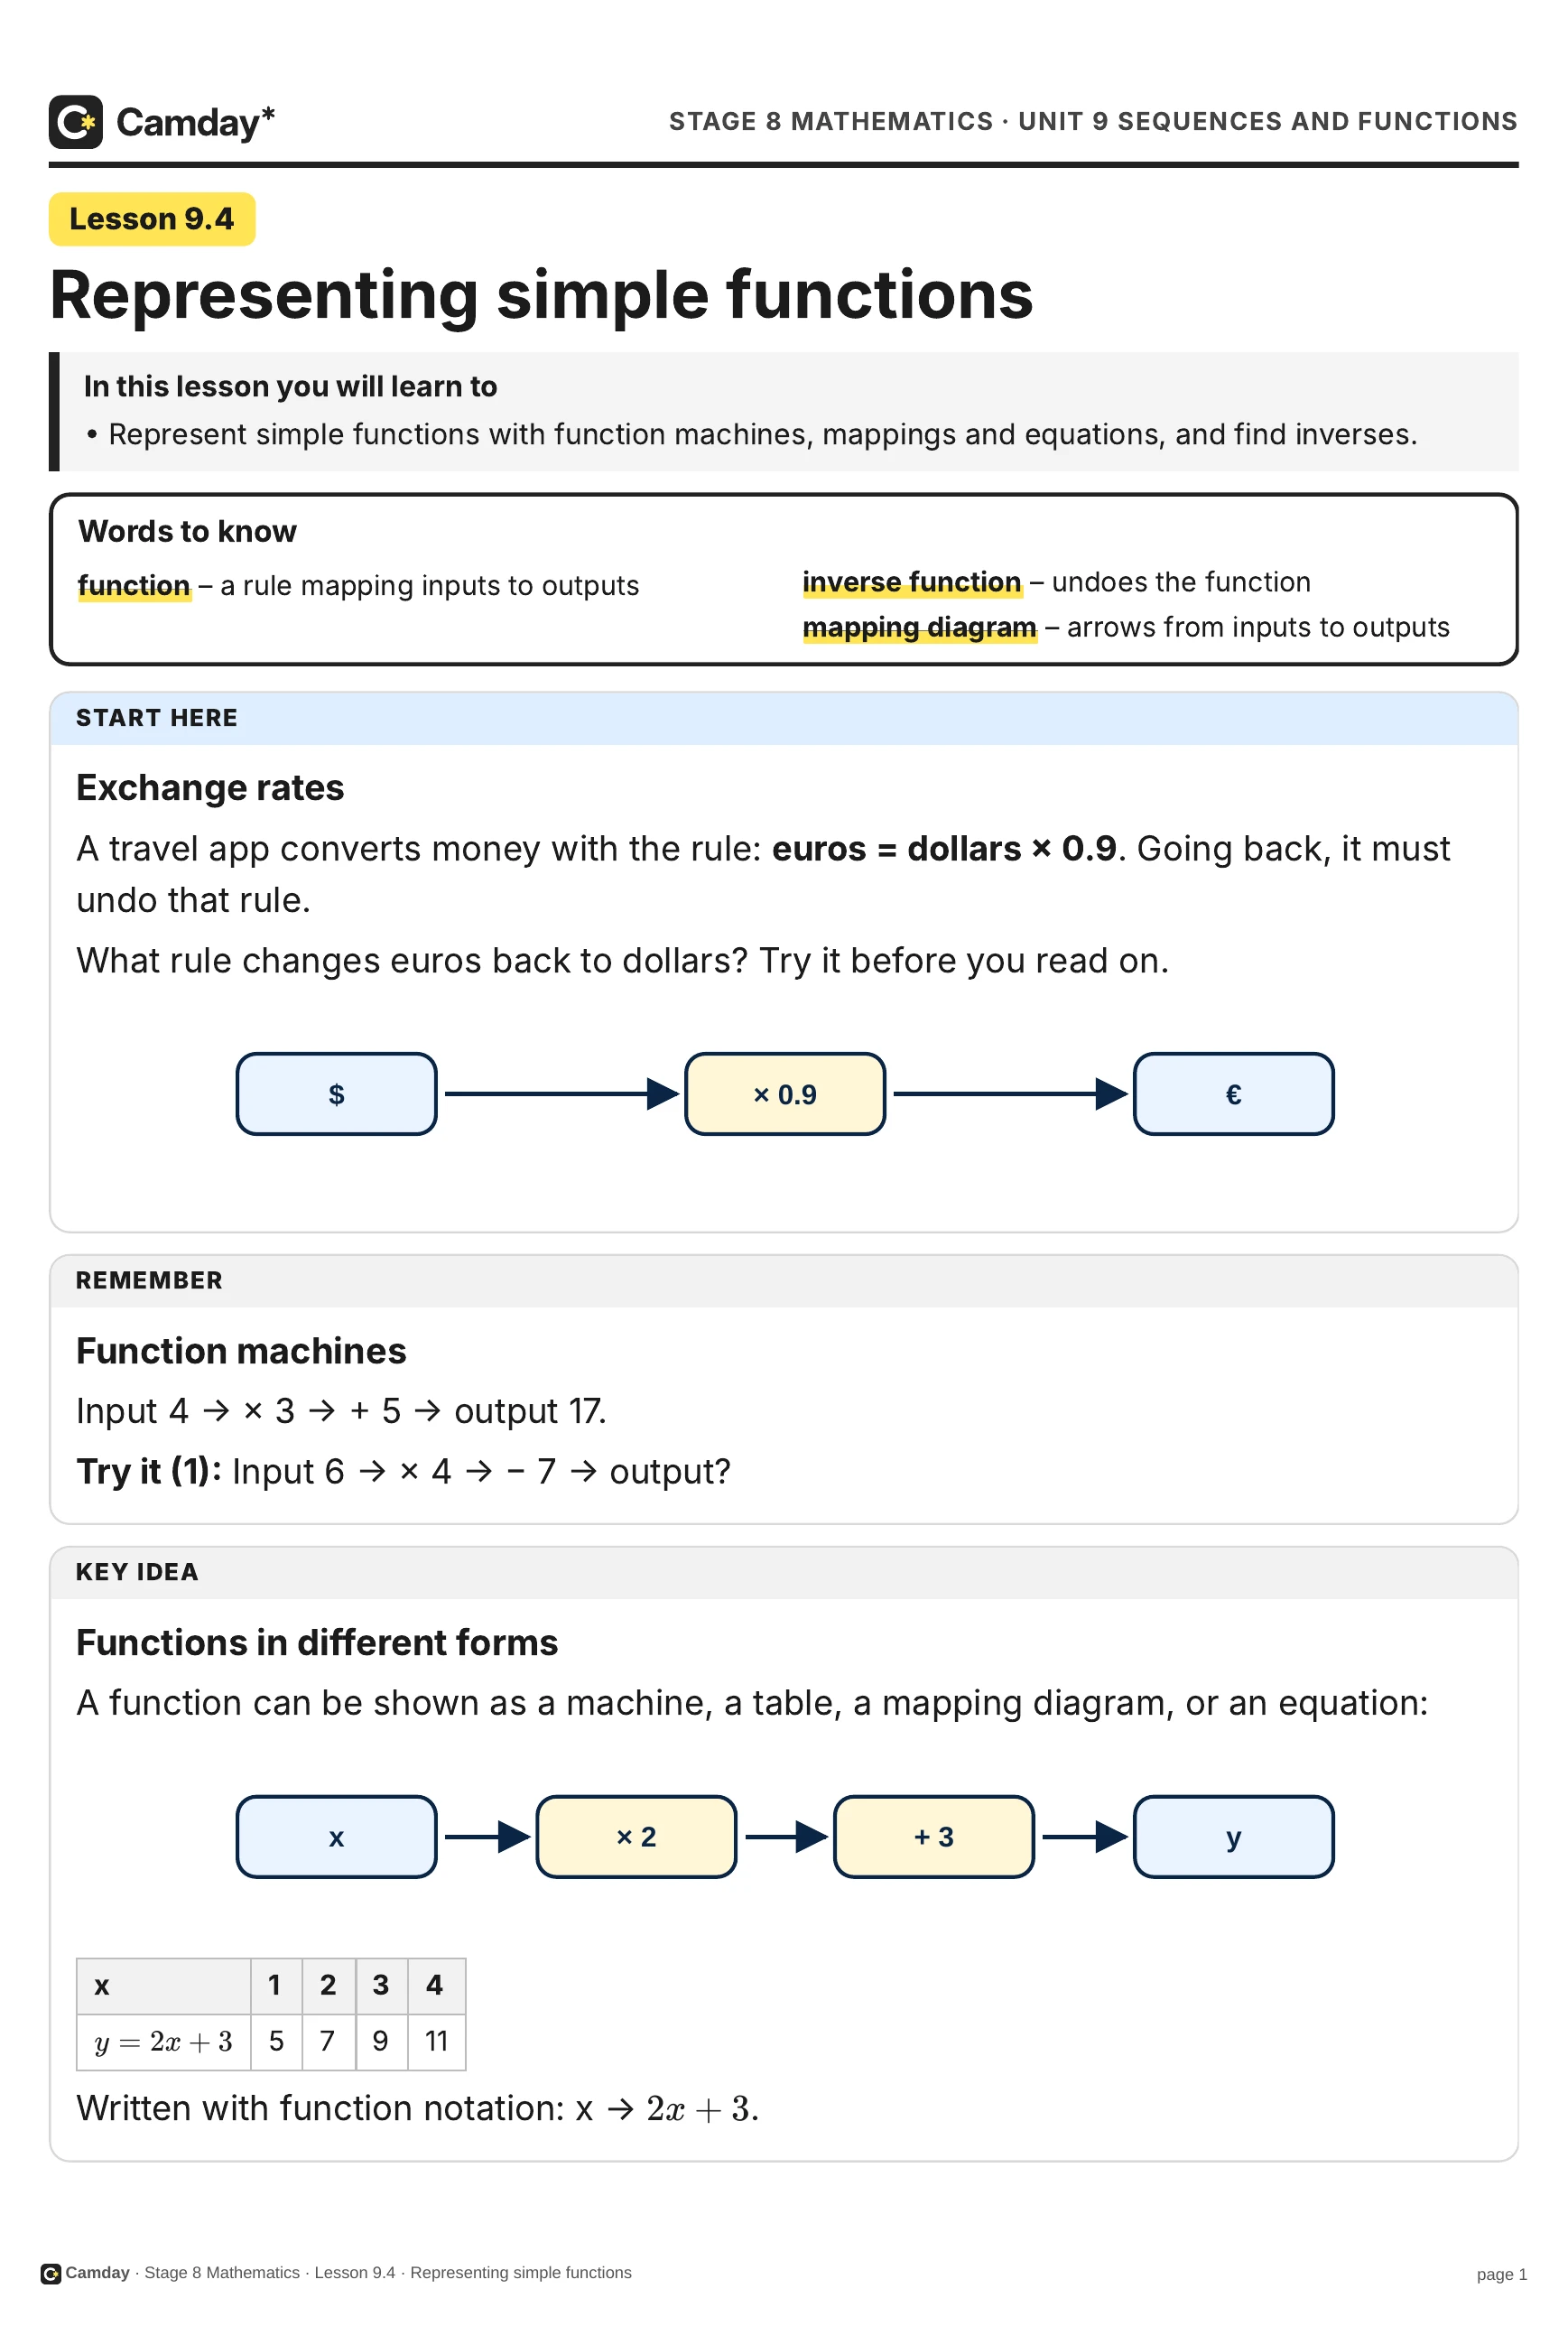 Camday*
STAGE 8 MATHEMATICS · UNIT 9 SEQUENCES AND FUNCTIONS
Lesson 9.4
Representing simple functions
In this lesson you will learn to
• Represent simple functions with function machines, mappings and equations, and find inverses.
Words to know
function – a rule mapping inputs to outputs
inverse function – undoes the function
mapping diagram – arrows from inputs to outputs
START HERE
Exchange rates
A travel app converts money with the rule: euros = dollars × 0.9. Going back, it must
undo that rule.
What rule changes euros back to dollars? Try it before you read on.
$ × 0.9 €
REMEMBER
Function machines
Input 4 → × 3 → + 5 → output 17.
Try it (1): Input 6 → × 4 → − 7 → output?
KEY IDEA
Functions in different forms
A function can be shown as a machine, a table, a mapping diagram, or an equation:
x × 2 + 3 y
x 1 2 3 4
y = 2x + 3 5 7 9 11
Written with function notation: x → 2x + 3.
Camday · Stage 8 Mathematics · Lesson 9.4 · Representing simple functions
page 1